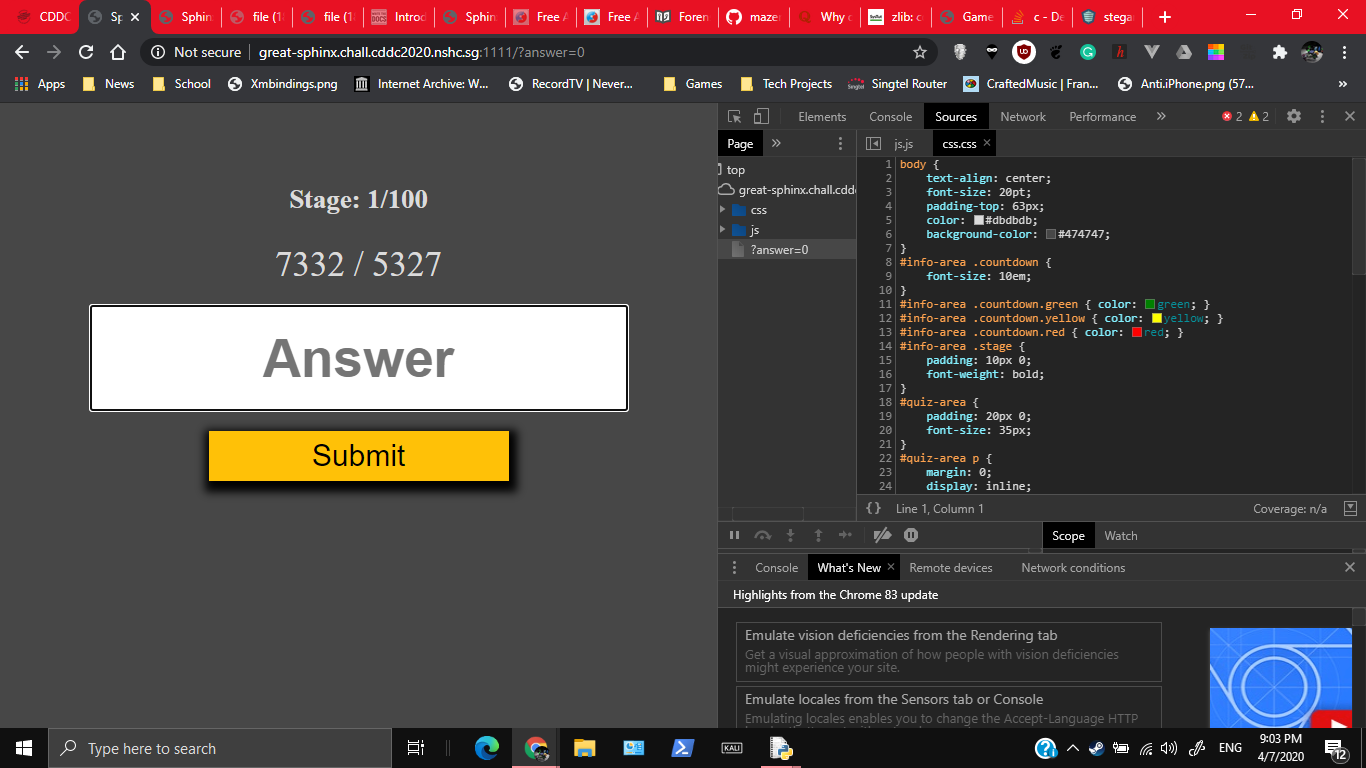 CDDC
Sp
Sphin
file (1
file (1
Introd
Sphin
Free A
Free A
Foren
mazer
Why c
zlib: c
Game
c - De
stega
Not secure
great-sphinx.chall.cddc2020.nshc.sg:1111/?answer=0
Apps
News
School
Xmbindings.png
Internet Archive: W...
RecordTV | Never...
Games
Tech Projects
Singtel Router
CraftedMusic | Fran...
Anti.iPhone.png (57...
»
Stage: 1/100
7332 / 5327
Answer
Submit
Elements
Console
Sources
Network
Performance
»
2
2
Page
»
js.js
css.css
top
great-sphinx.chall.cddc
css
js
?answer=0
1 body {
2 text-align: center;
3 font-size: 20pt;
4 padding-top: 63px;
5 color: #dbdbdb;
6 background-color: #474747;
7 }
8 #info-area .countdown {
9 font-size: 10em;
10 }
11 #info-area .countdown.green { color: green; }
12 #info-area .countdown.yellow { color: yellow; }
13 #info-area .countdown.red { color: red; }
14 #info-area .stage {
15 padding: 10px 0;
16 font-weight: bold;
17 }
18 #quiz-area {
19 padding: 20px 0;
20 font-size: 35px;
21 }
22 #quiz-area p {
23 margin: 0;
24 display: inline;
{} Line 1, Column 1
Coverage: n/a
Scope
Watch
Console
What's New
Remote devices
Network conditions
Highlights from the Chrome 83 update
Emulate vision deficiencies from the Rendering tab
Get a visual approximation of how people with vision deficiencies
might experience your site.
Emulate locales from the Sensors tab or Console
Emulating locales enables you to change the Accept-Language HTTP
Type here to search
KALI
ENG
9:03 PM
4/7/2020
12